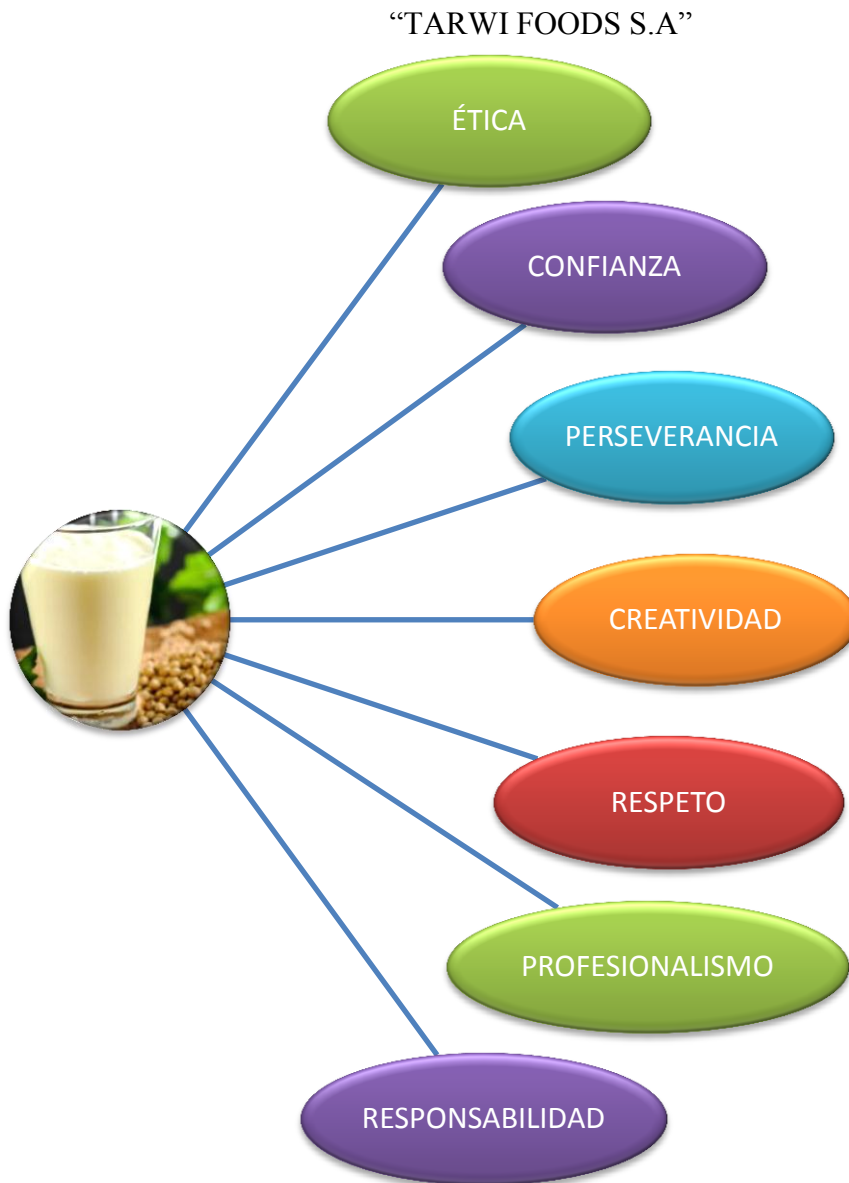 “TARWI FOODS S.A”
ÉTICA
CONFIANZA
PERSEVERANCIA
CREATIVIDAD
RESPETO
PROFESIONALISMO
RESPONSABILIDAD